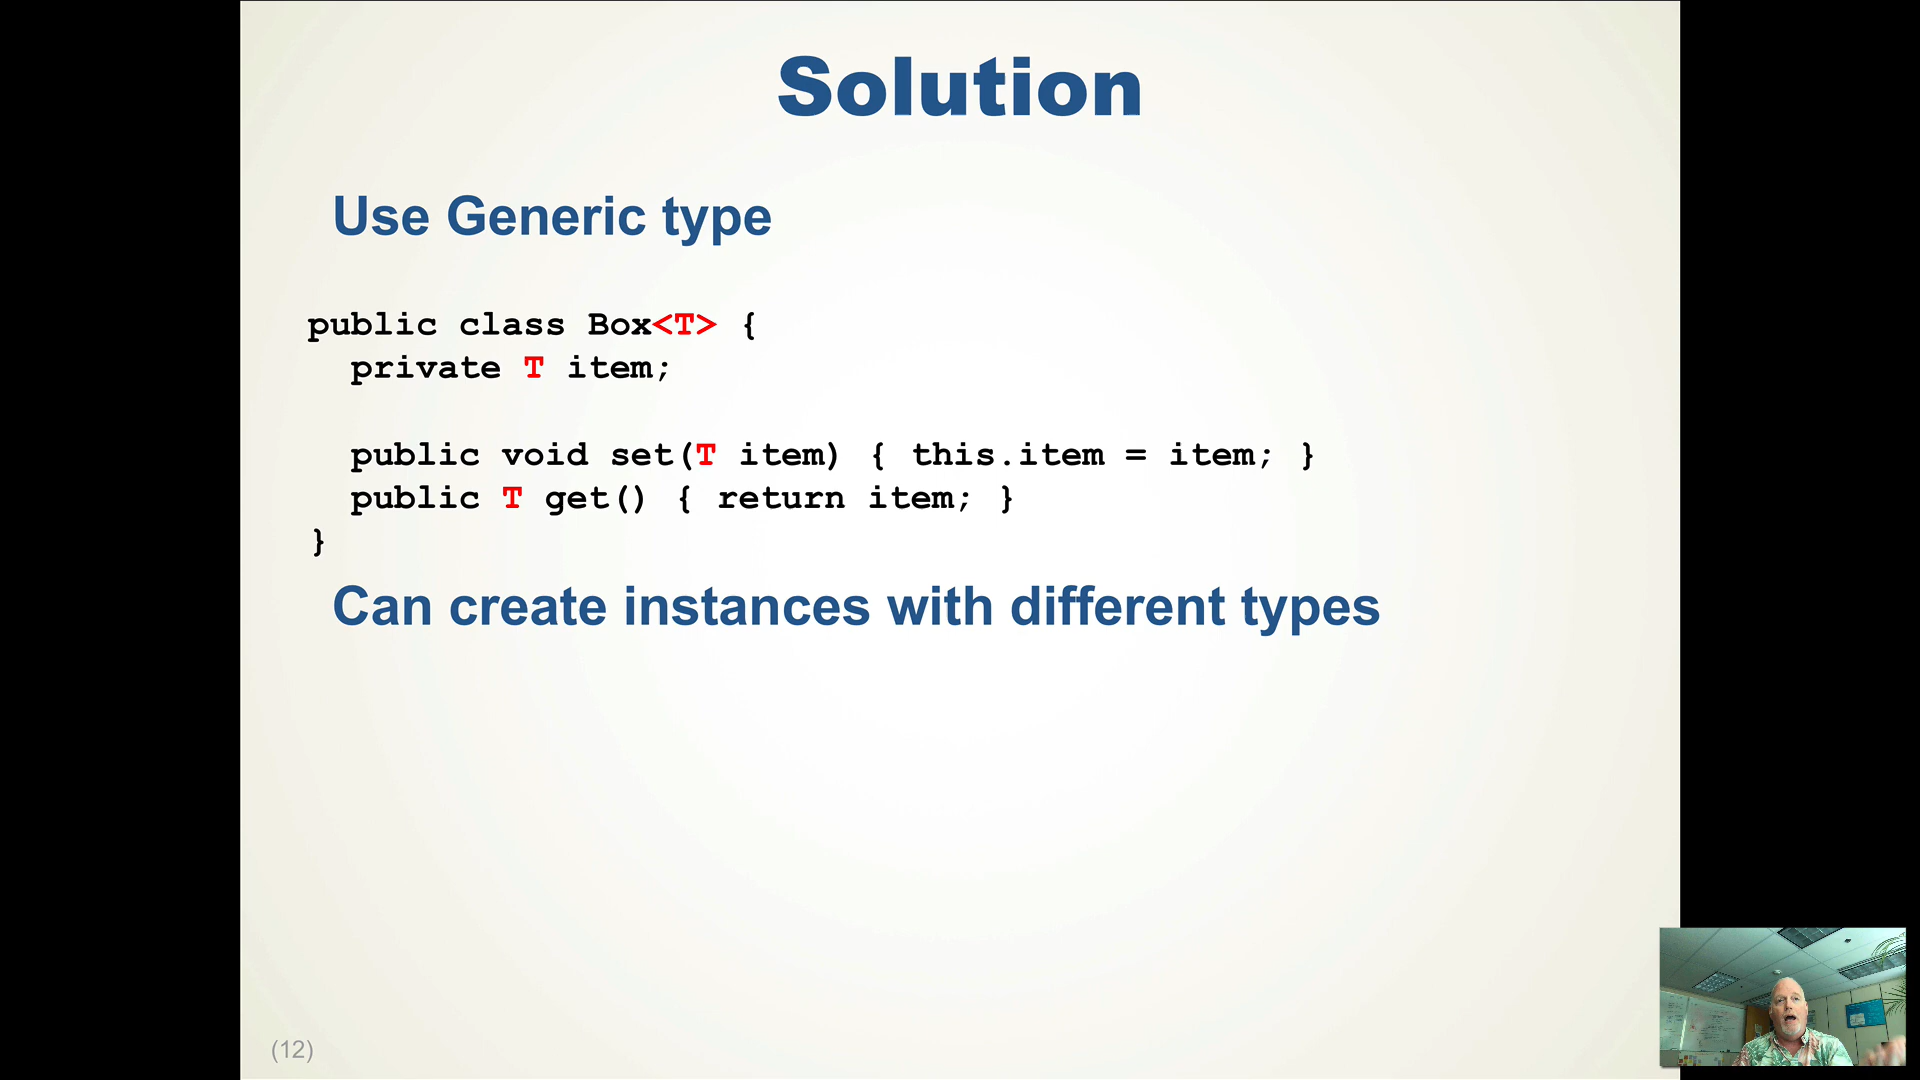 Solution
Use Generic type
public class Box<T> {
  private T item;
  public void set(T item) { this.item = item; }
  public T get() { return item; }
}
Can create instances with different types
(12)